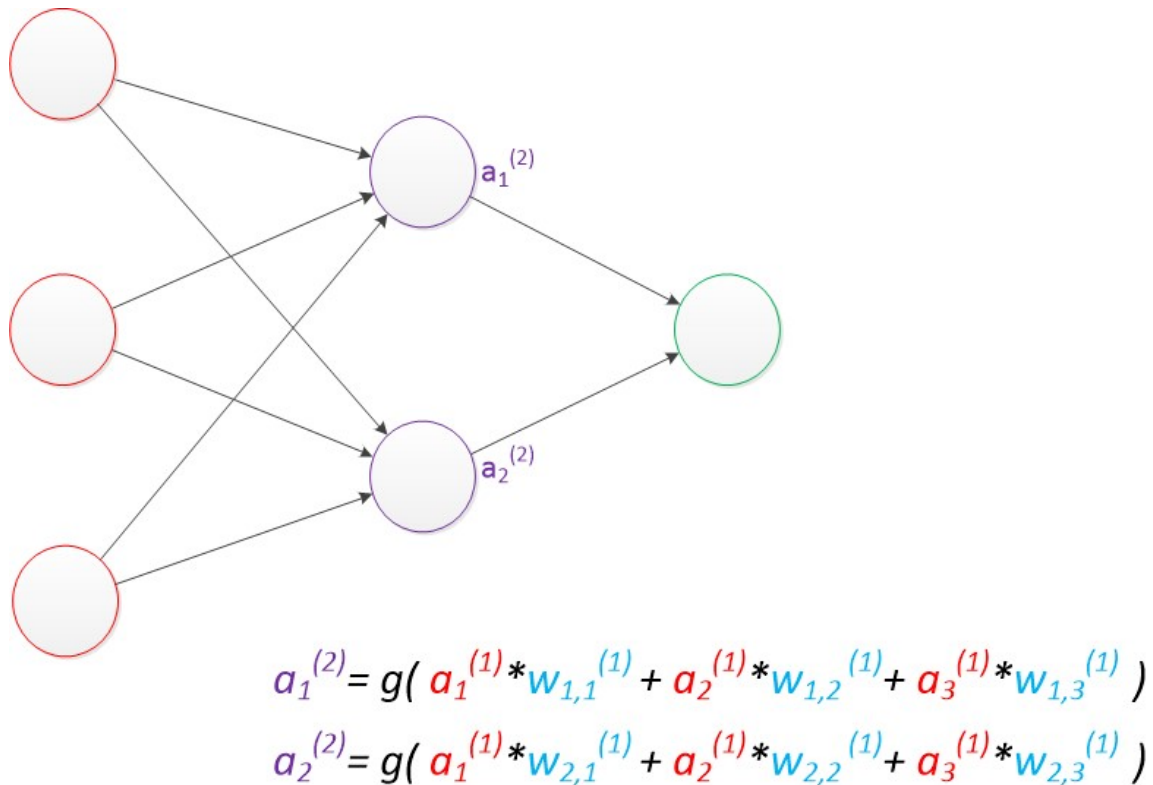 a₁⁽²⁾
a₂⁽²⁾
a₁⁽²⁾= g( a₁⁽¹⁾*w₁,₁⁽¹⁾ + a₂⁽¹⁾*w₁,₂⁽¹⁾+ a₃⁽¹⁾*w₁,₃⁽¹⁾ )
a₂⁽²⁾= g( a₁⁽¹⁾*w₂,₁⁽¹⁾ + a₂⁽¹⁾*w₂,₂⁽¹⁾+ a₃⁽¹⁾*w₂,₃⁽¹⁾ )